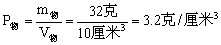 P物 = m物/V物 = 32克/10厘米³ = 3.2克/厘米³